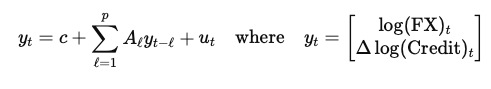 y_t = c + \sum_{\ell=1}^{p} A_\ell y_{t-\ell} + u_t \quad \text{where} \quad y_t = \begin{bmatrix} \log(\text{FX})_t \\ \Delta \log(\text{Credit})_t \end{bmatrix}